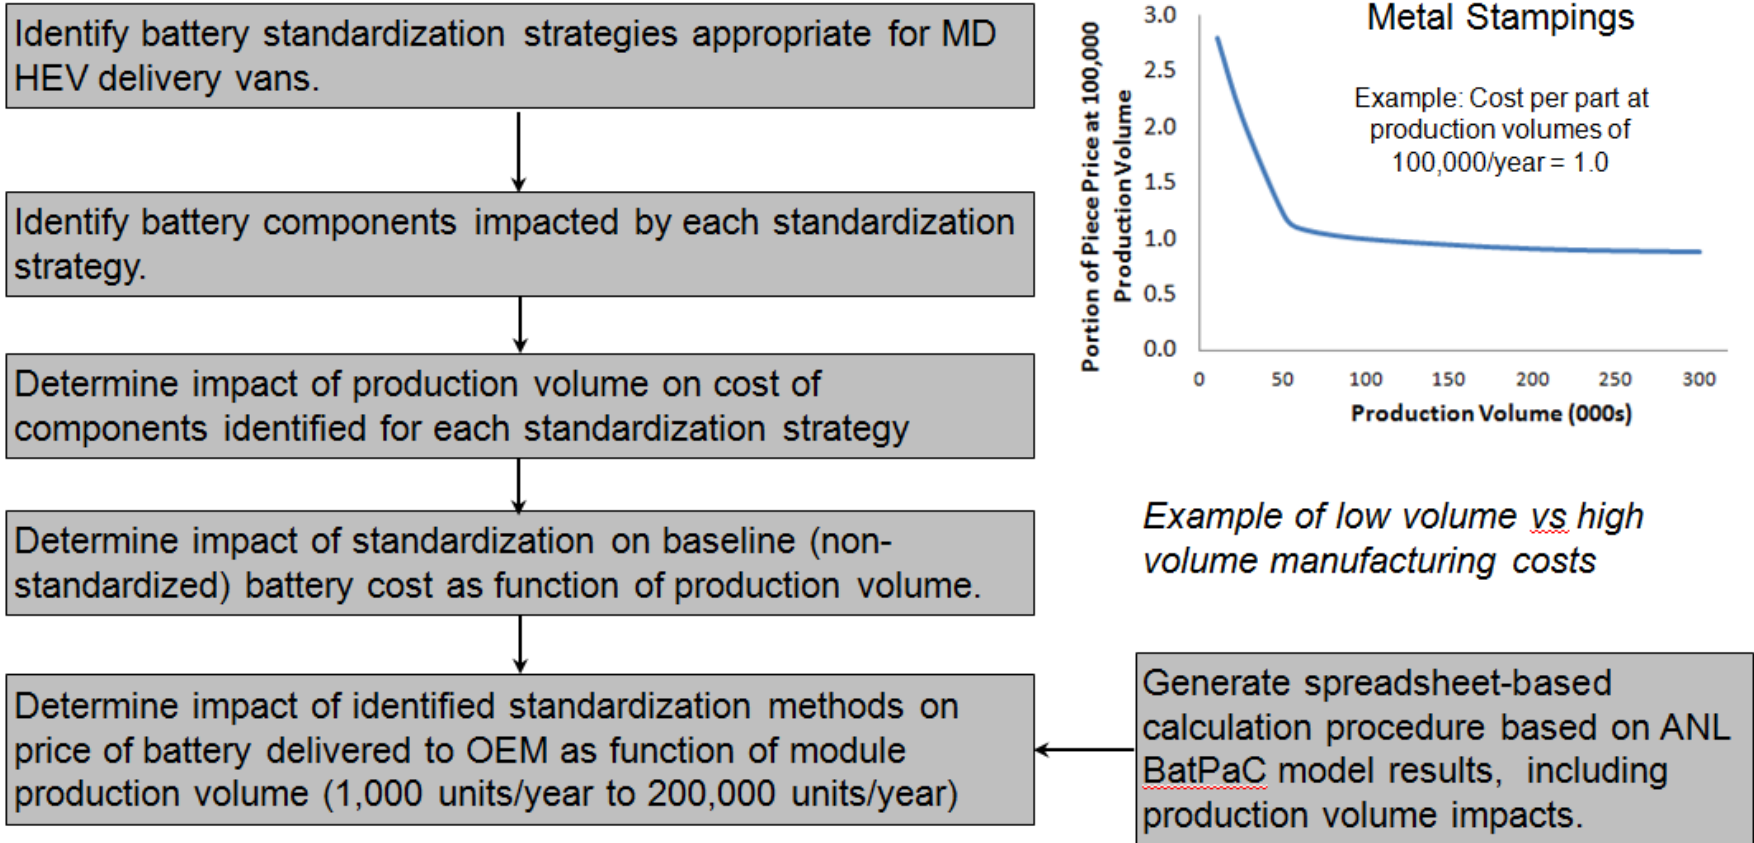 Identify battery standardization strategies appropriate for MD
HEV delivery vans.
Identify battery components impacted by each standardization
strategy.
Determine impact of production volume on cost of
components identified for each standardization strategy
Determine impact of standardization on baseline (non-
standardized) battery cost as function of production volume.
Determine impact of identified standardization methods on
price of battery delivered to OEM as function of module
production volume (1,000 units/year to 200,000 units/year)
Metal Stampings
Example: Cost per part at
production volumes of
100,000/year = 1.0
Portion of Piece Price at 100,000
Production Volume
3.0
2.5
2.0
1.5
1.0
0.5
0.0
0 50 100 150 200 250 300
Production Volume (000s)
Example of low volume vs high
volume manufacturing costs
Generate spreadsheet-based
calculation procedure based on ANL
BatPaC model results, including
production volume impacts.